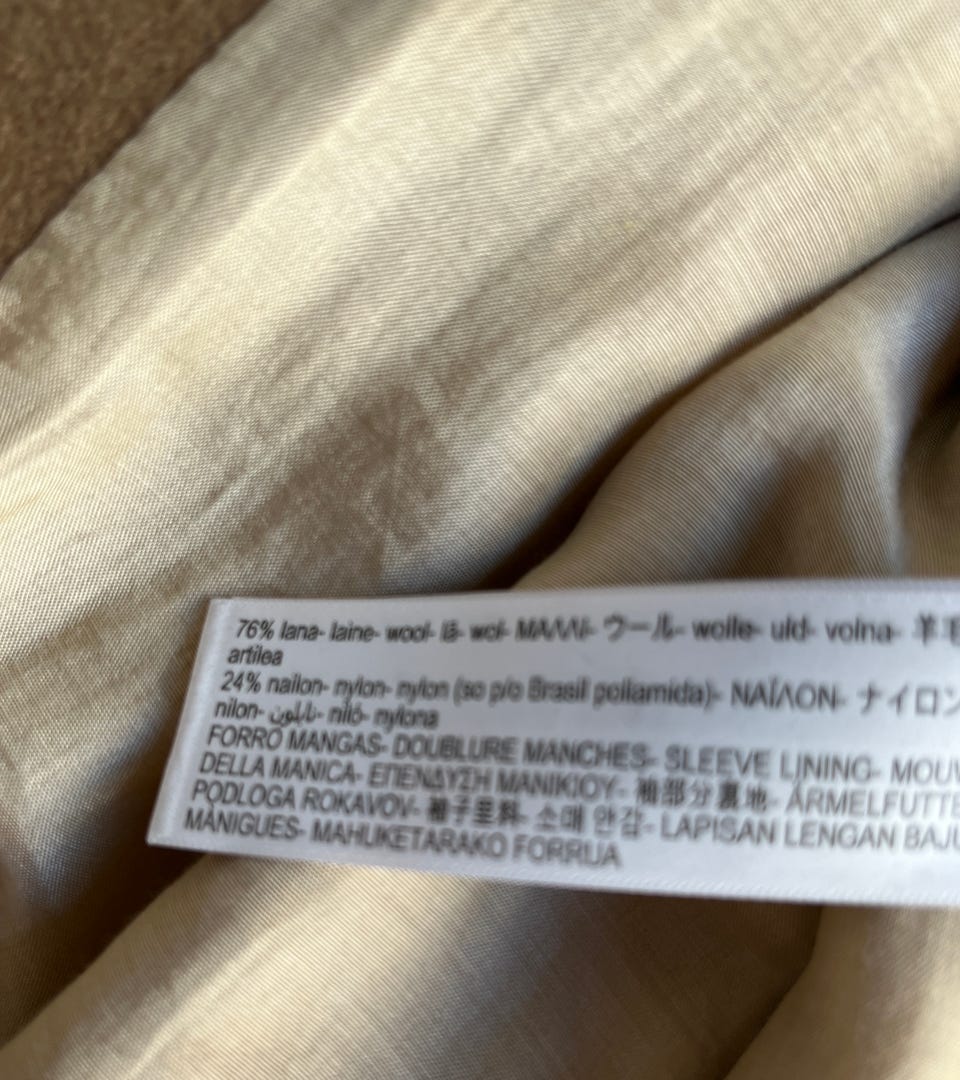 76% lana- laine- wool- lã- wol- ΜΑΛΛΙ- ウール- wolle- uld- volna- 羊毛
artilea
24% nailon- nylon- nylon (so p/o Brasil poliamida)- ΝΑΪΛΟΝ- ナイロン
nilon- نايلون- niló- nylona
FORRO MANGAS- DOUBLURE MANCHES- SLEEVE LINING-
DELLA MANICA- ΕΠΕΝΔΥΣΗ ΜΑΝΙΚΙΟΥ- 袖部分裏地- ÄRMELFUTTE
PODLOGA ROKAVOV- 袖子里料- 소매 안감- LAPISAN LENGAN BAJU
MÀNIGUES- MAHUKETARAKO FORRUA